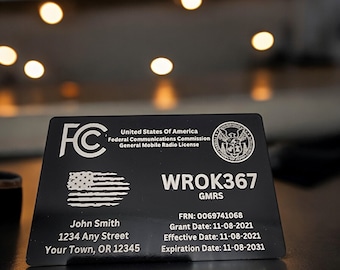 FCC
United States Of America
Federal Communications Commission
General Mobile Radio License
WROK367
GMRS
John Smith
1234 Any Street
Your Town, OR 12345
FRN: 0069741068
Grant Date: 11-08-2021
Effective Date: 11-08-2021
Expiration Date: 11-08-2031